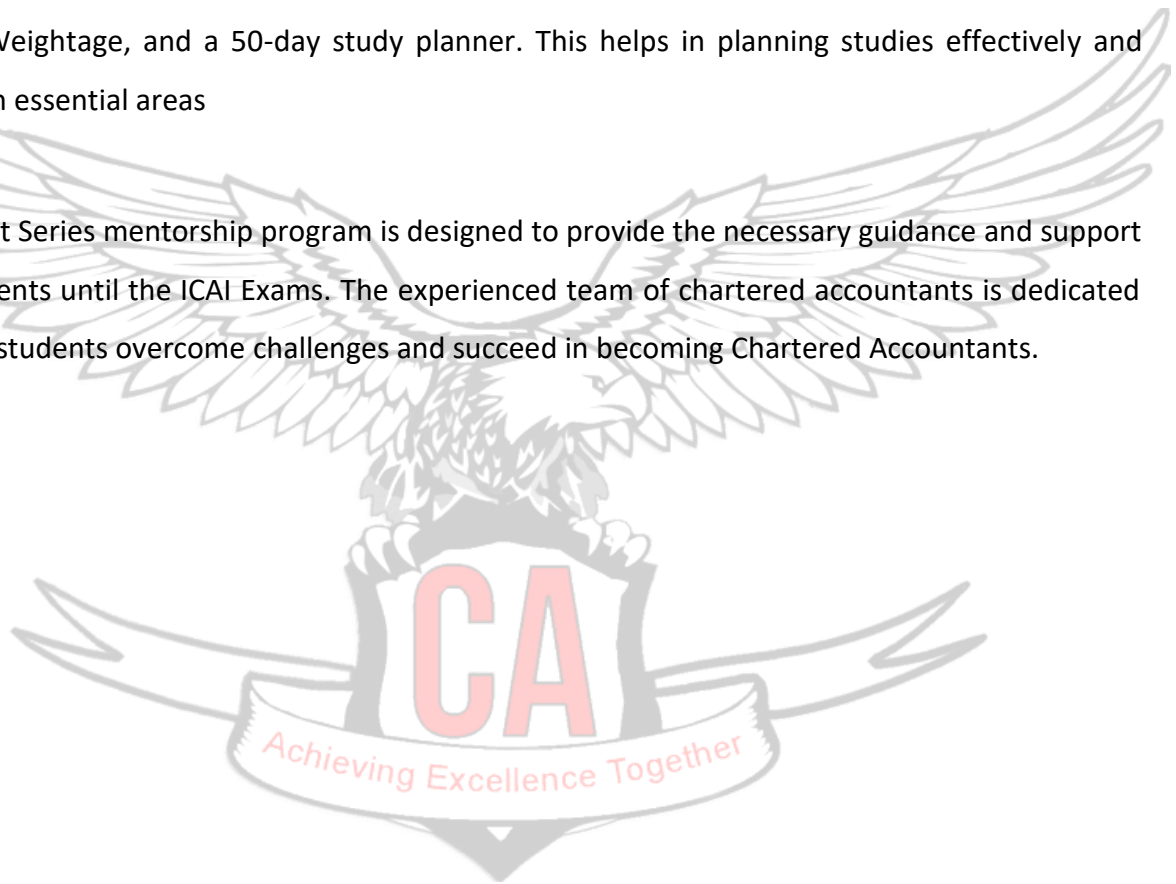 Weightage, and a 50-day study planner. This helps in planning studies effectively and
essential areas
Series mentorship program is designed to provide the necessary guidance and support
until the ICAI Exams. The experienced team of chartered accountants is dedicated
students overcome challenges and succeed in becoming Chartered Accountants.
CA
Achieving Excellence Together